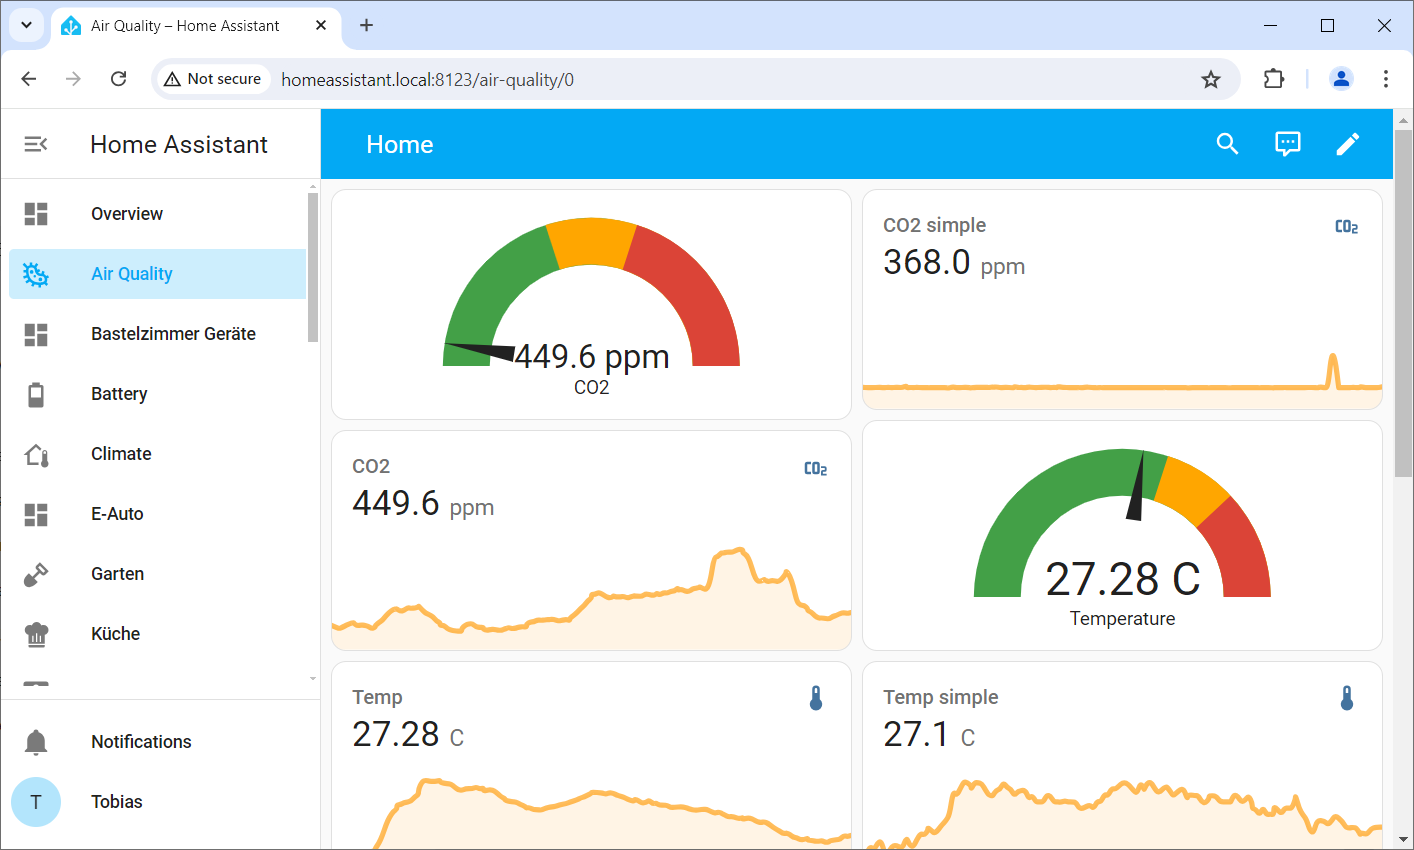 Air Quality – Home Assistant
Not secure
homeassistant.local:8123/air-quality/0
Home Assistant
Home
Overview
Air Quality
Bastelzimmer Geräte
Battery
Climate
E-Auto
Garten
Küche
Notifications
T
Tobias
449.6 ppm
CO2
CO2 simple
CO2
368.0 ppm
CO2
CO2
449.6 ppm
27.28 C
Temperature
Temp
27.28 C
Temp simple
27.1 C